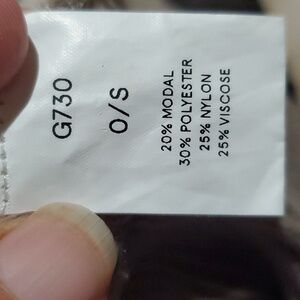 G730
O/S
20% MODAL
30% POLYESTER
25% NYLON
25% VISCOSE